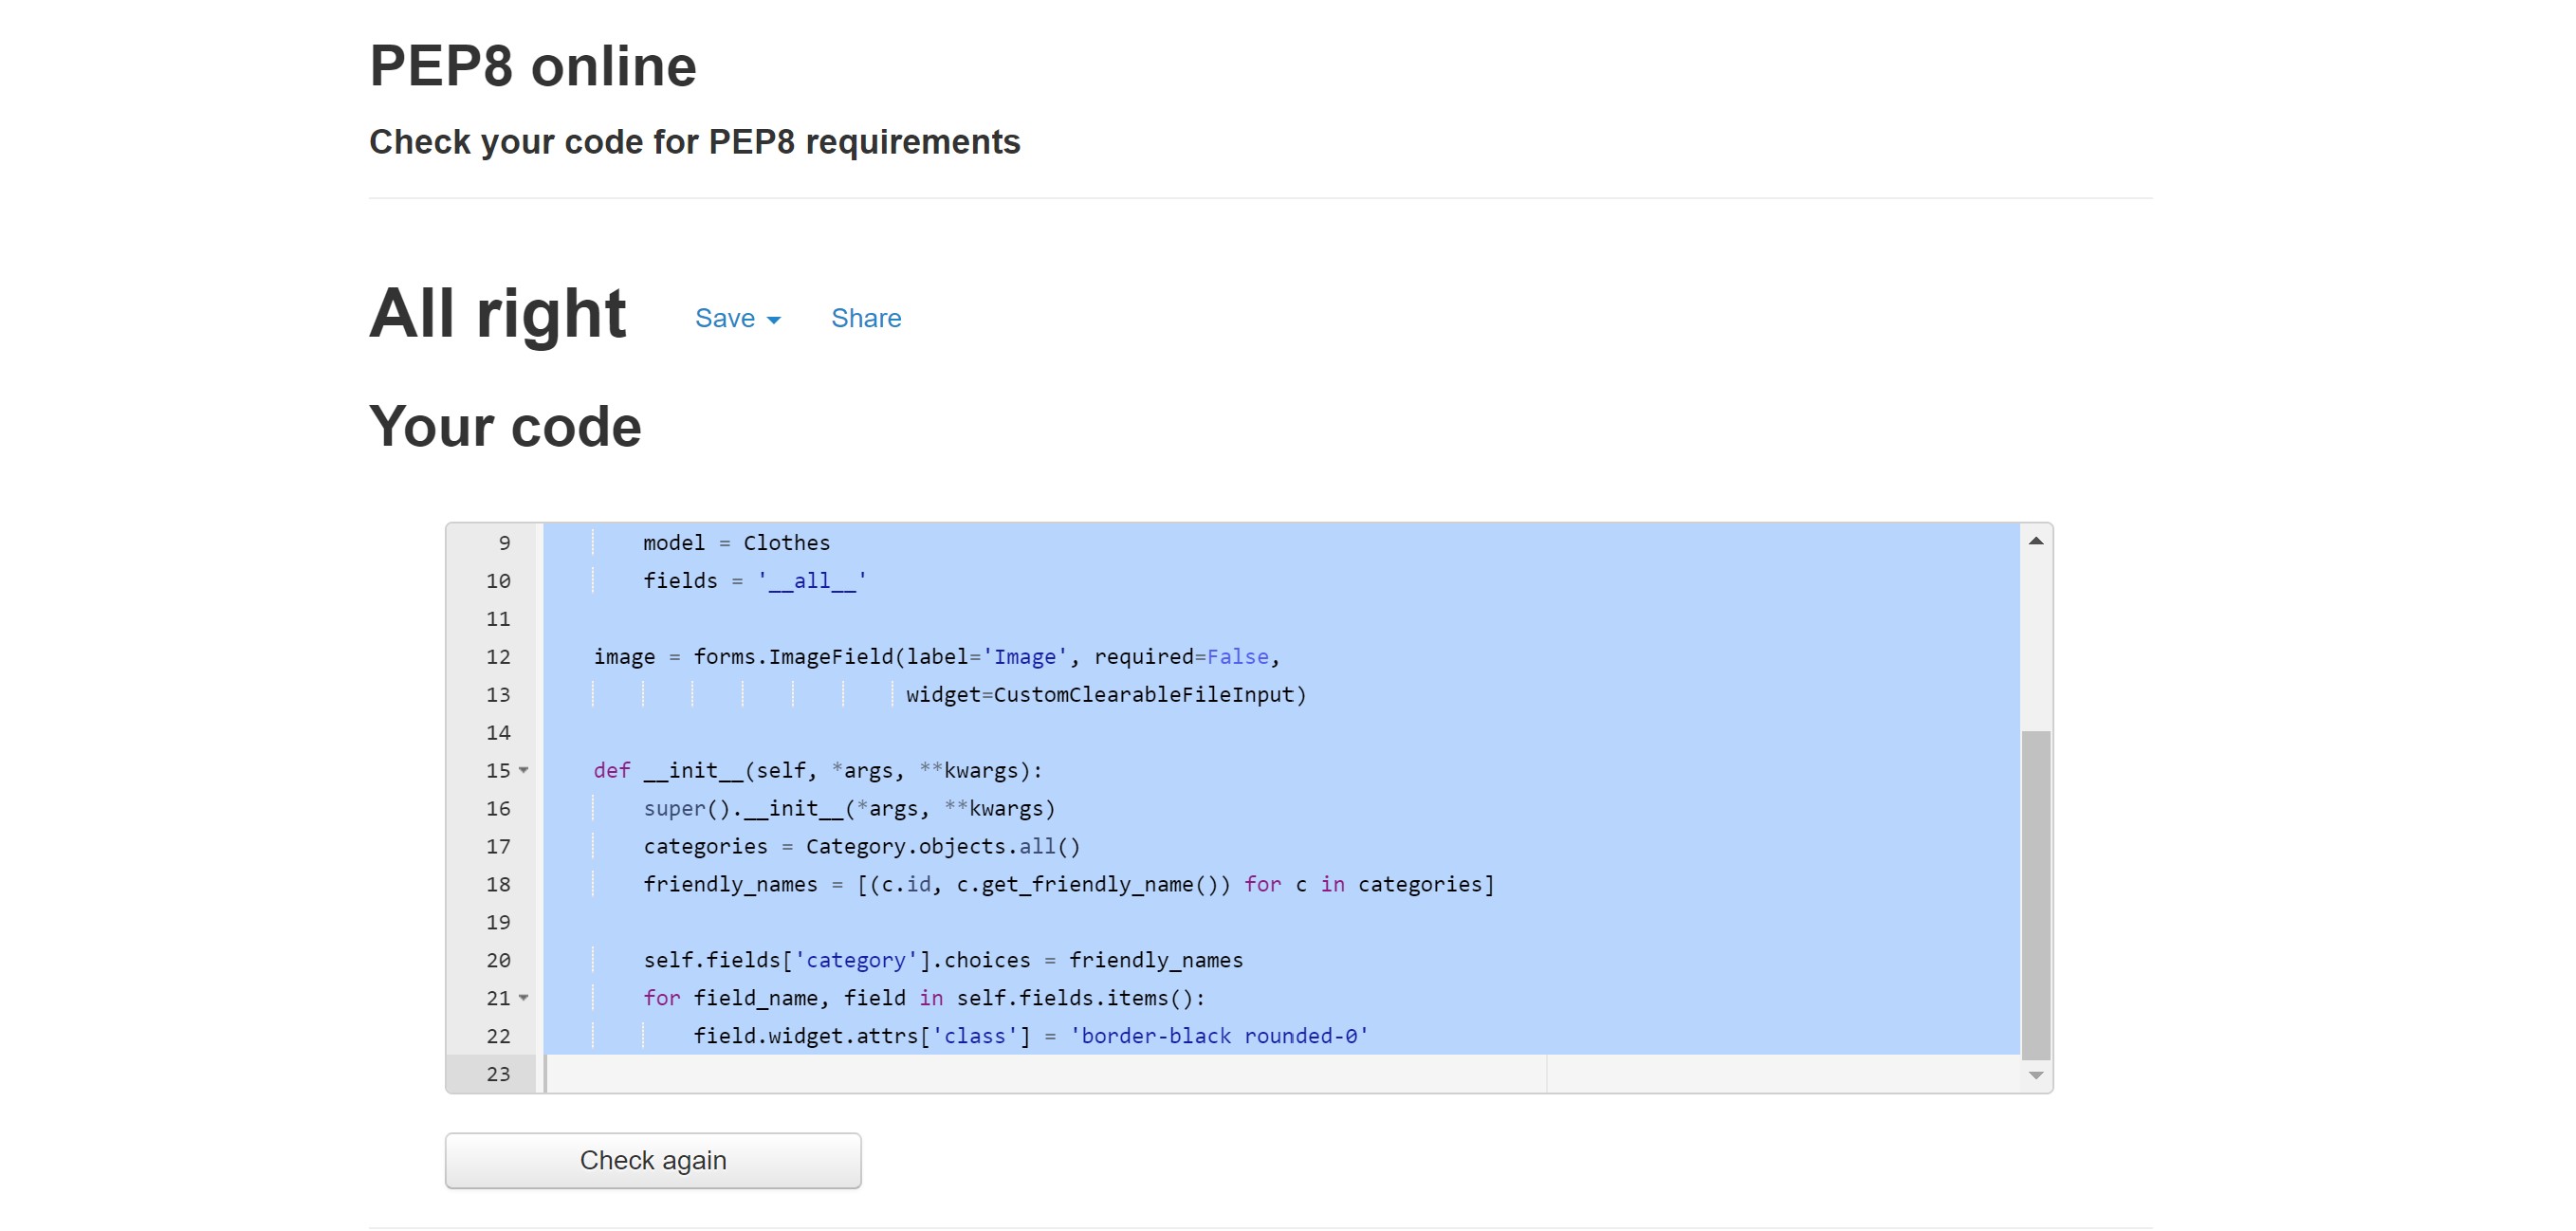 PEP8 online
Check your code for PEP8 requirements
All right Save Share
Your code
9 model = Clothes
10 fields = '__all__'
11
12 image = forms.ImageField(label='Image', required=False,
13 widget=CustomClearableFileInput)
14
15 def __init__(self, *args, **kwargs):
16 super().__init__(*args, **kwargs)
17 categories = Category.objects.all()
18 friendly_names = [(c.id, c.get_friendly_name()) for c in categories]
19
20 self.fields['category'].choices = friendly_names
21 for field_name, field in self.fields.items():
22 field.widget.attrs['class'] = 'border-black rounded-0'
23
Check again